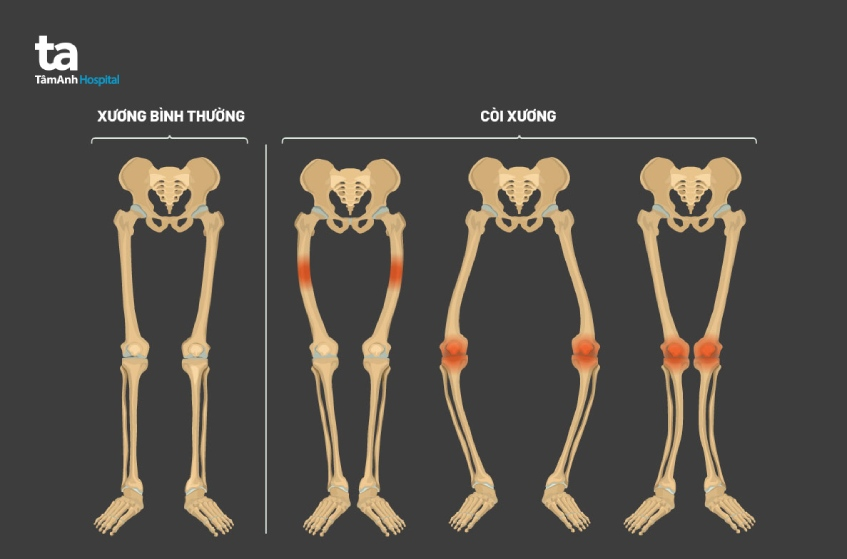 ta
TâmAnh Hospital
XƯƠNG BÌNH THƯỜNG
CÒI XƯƠNG